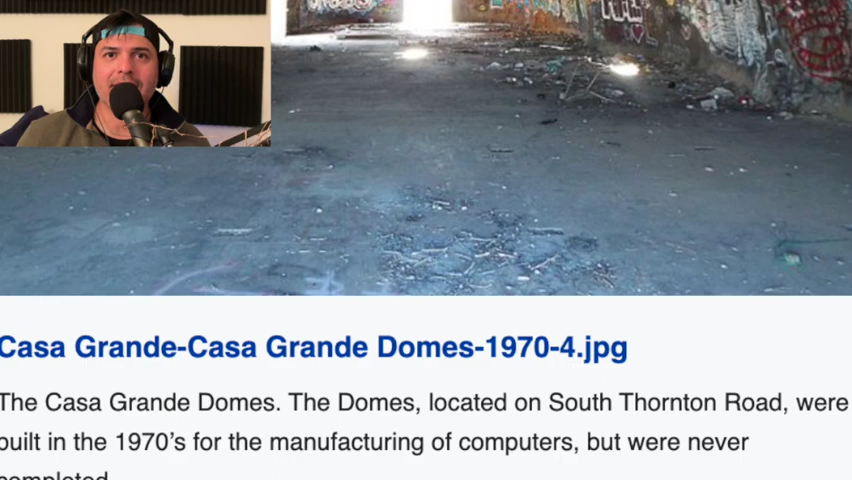 Casa Grande-Casa Grande Domes-1970-4.jpg
The Casa Grande Domes. The Domes, located on South Thornton Road, were
built in the 1970’s for the manufacturing of computers, but were never
completed.